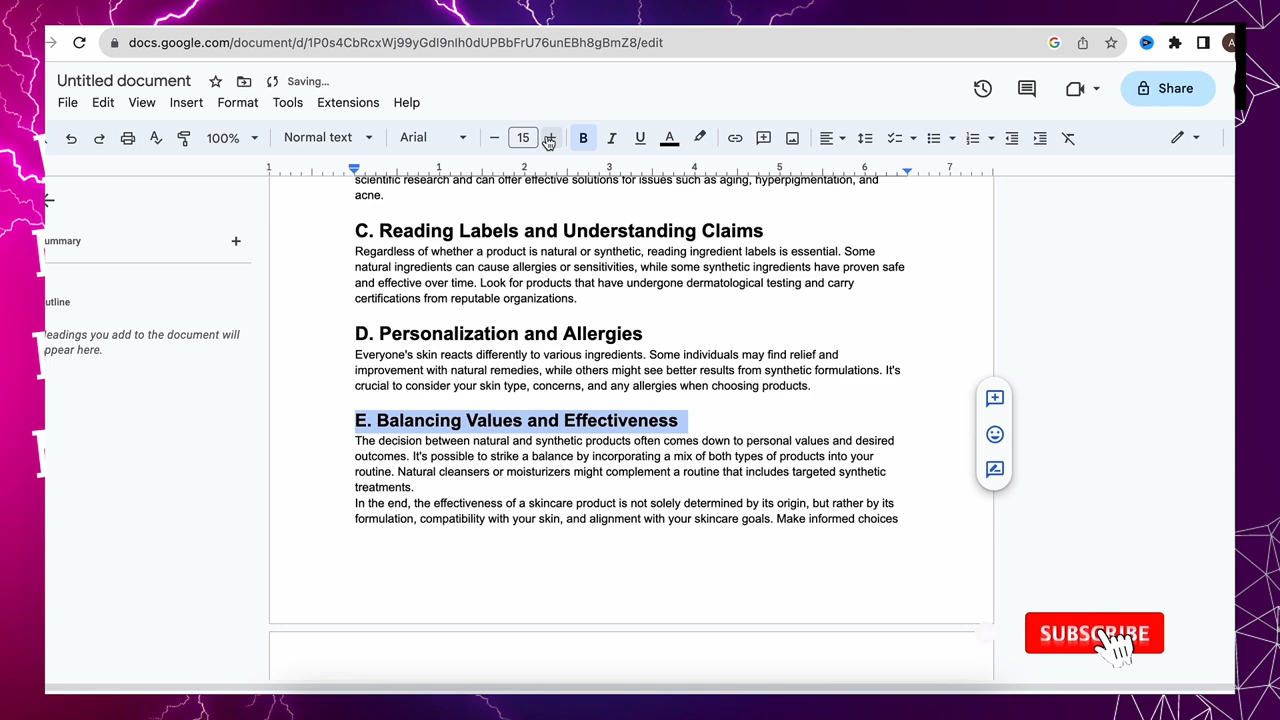 docs.google.com/document/d/1P0s4CbRcxWj99yGdI9nIh0dUPBbFrU 6unEBh8gBmZ8/edit
Untitled document
Saving...
File Edit View Insert Format Tools Extensions Help
Share
100% Normal text Arial 15 B I U A
1 1 2 3 4 5 6 7
scientific research and can offer effective solutions for issues such as aging, hyperpigmentation, and
acne.
ummary
C. Reading Labels and Understanding Claims
Regardless of whether a product is natural or synthetic, reading ingredient labels is essential. Some
natural ingredients can cause allergies or sensitivities, while some synthetic ingredients have proven safe
and effective over time. Look for products that have undergone dermatological testing and carry
certifications from reputable organizations.
utline
eadings you add to the document will
ppear here.
D. Personalization and Allergies
Everyone's skin reacts differently to various ingredients. Some individuals may find relief and
improvement with natural remedies, while others might see better results from synthetic formulations. It's
crucial to consider your skin type, concerns, and any allergies when choosing products.
E. Balancing Values and Effectiveness
The decision between natural and synthetic products often comes down to personal values and desired
outcomes. It's possible to strike a balance by incorporating a mix of both types of products into your
routine. Natural cleansers or moisturizers might complement a routine that includes targeted synthetic
treatments.
In the end, the effectiveness of a skincare product is not solely determined by its origin, but rather by its
formulation, compatibility with your skin, and alignment with your skincare goals. Make informed choices
SUBSCRIBE